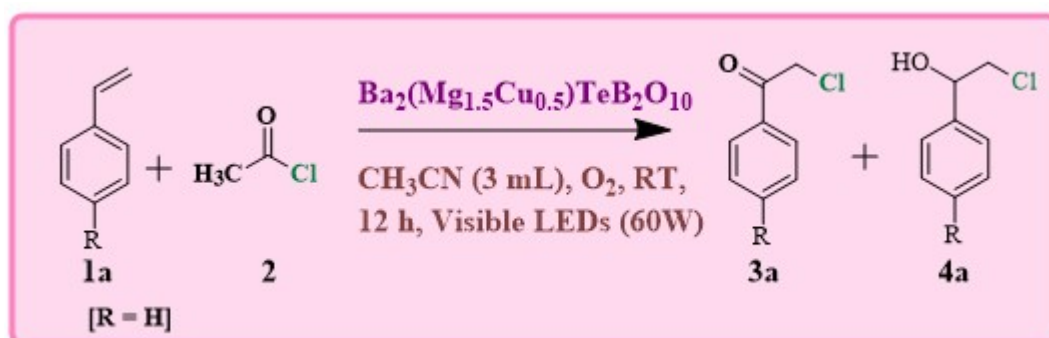 Ba₂(Mg₁.₅Cu₀.₅)TeB₂O₁₀
CH₃CN (3 mL), O₂, RT,
12 h, Visible LEDs (60W)
+
O
H₃C
Cl
R
1a
2
[R = H]
O
Cl
R
3a
+
HO
Cl
R
4a